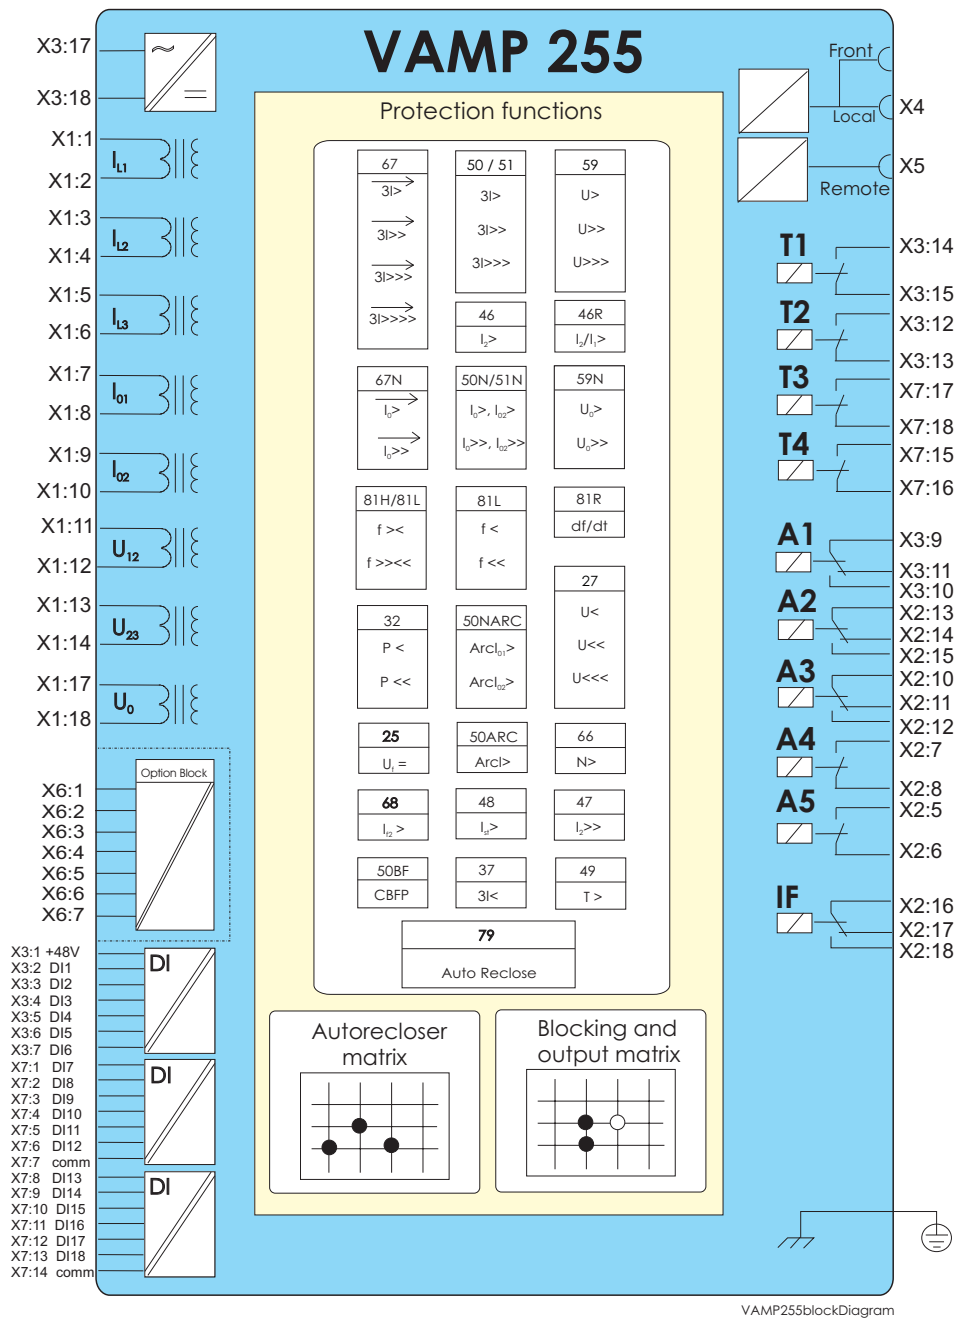 VAMP 255
X3:17
X3:18
X1:1
IL1
X1:2
X1:3
IL2
X1:4
X1:5
IL3
X1:6
X1:7
I01
X1:8
X1:9
I02
X1:10
X1:11
U12
X1:12
X1:13
U23
X1:14
X1:17
U0
X1:18
Option Block
X6:1
X6:2
X6:3
X6:4
X6:5
X6:6
X6:7
X3:1 +48V
X3:2 DI1
X3:3 DI2
X3:4 DI3
X3:5 DI4
X3:6 DI5
X3:7 DI6
DI
X7:1 DI7
X7:2 DI8
X7:3 DI9
X7:4 DI10
X7:5 DI11
X7:6 DI12
X7:7 comm
DI
X7:8 DI13
X7:9 DI14
X7:10 DI15
X7:11 DI16
X7:12 DI17
X7:13 DI18
X7:14 comm
DI
Protection functions
67
3I>
3I>>
3I>>>
3I>>>>
50 / 51
3I>
3I>>
3I>>>
59
U>
U>>
U>>>
46
I2>
46R
I2/I1>
67N
I0>
I0>>
50N/51N
I0>, I02>
I0>>, I02>>
59N
U0>
U0>>
81H/81L
f ><
f >><<
81L
f <
f <<
81R
df/dt
27
U<
U<<
U<<<
32
P <
P <<
50NARC
ArcI01>
ArcI02>
25
Uf =
50ARC
ArcI>
66
N>
68
If2 >
48
Ist>
47
I2>>
50BF
CBFP
37
3I<
49
T >
79
Auto Reclose
Autorecloser
matrix
Blocking and
output matrix
Front
Local
X4
X5
Remote
T1
X3:14
X3:15
T2
X3:12
X3:13
T3
X7:17
X7:18
T4
X7:15
X7:16
A1
X3:9
X3:11
X3:10
A2
X2:13
X2:14
X2:15
A3
X2:10
X2:11
X2:12
A4
X2:7
X2:8
A5
X2:5
X2:6
IF
X2:16
X2:17
X2:18
VAMP255blockDiagram